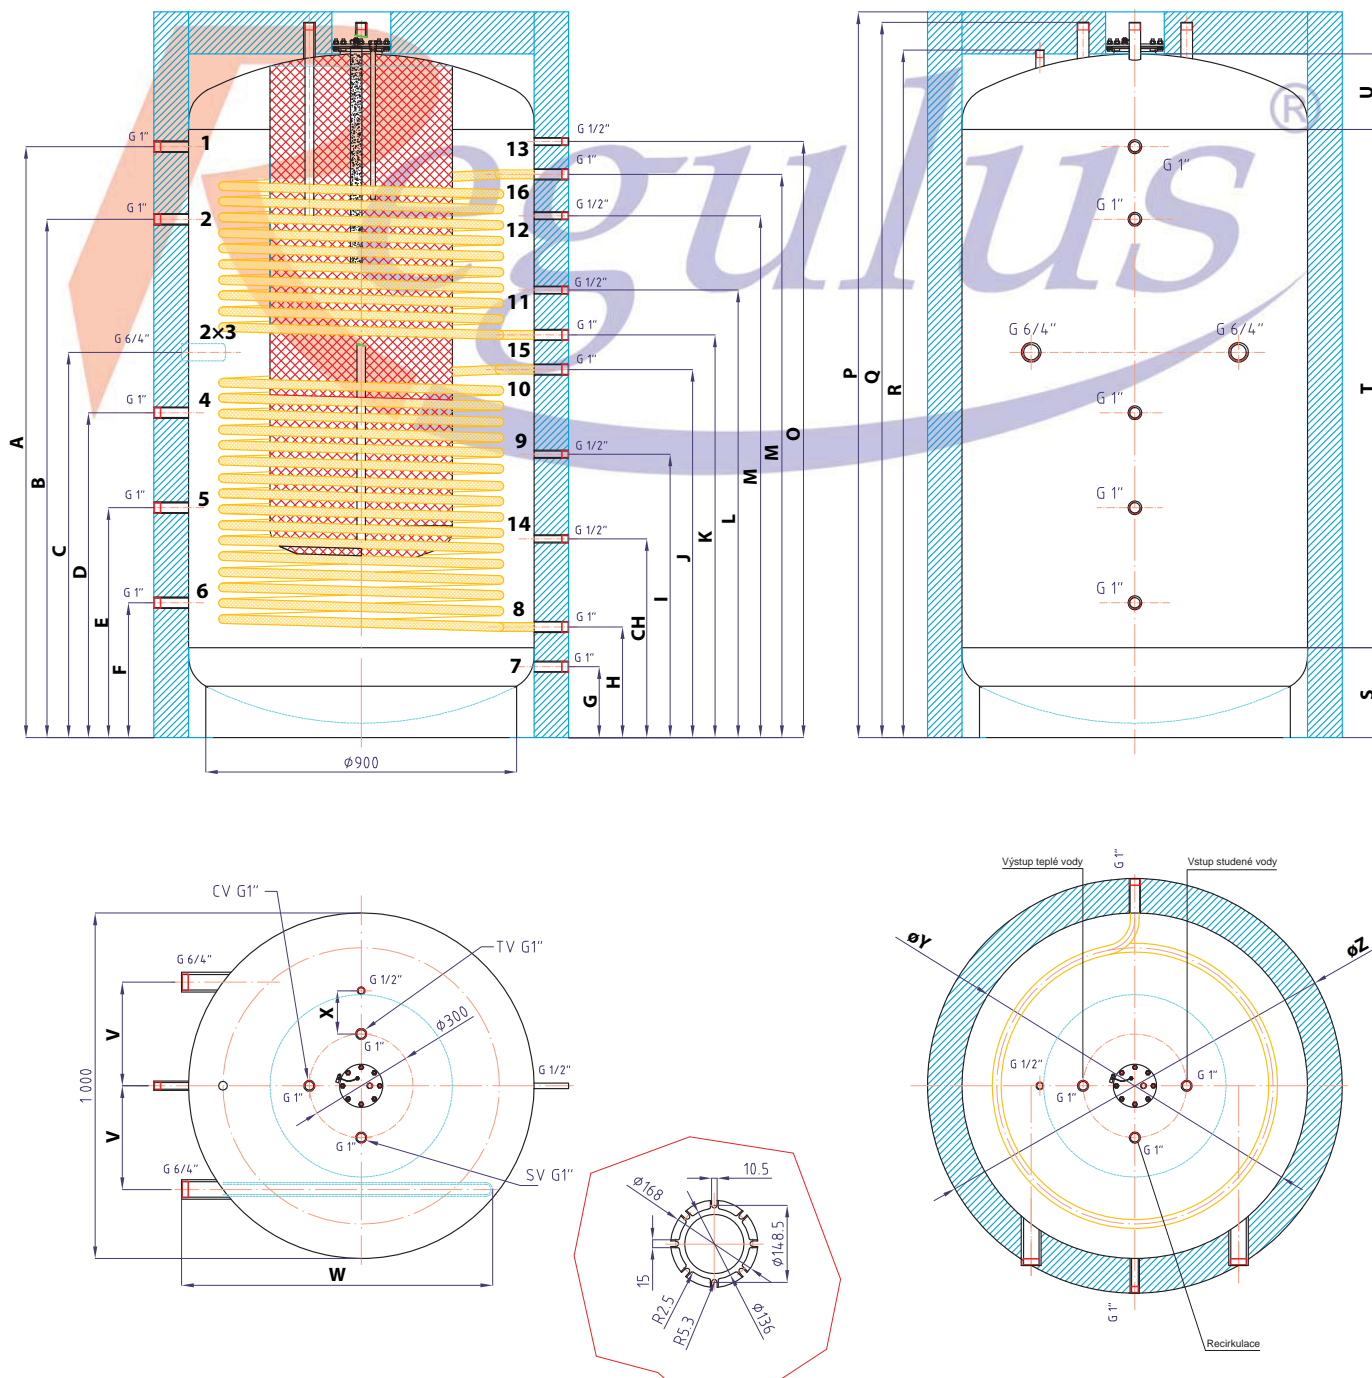 Regulus ®
G 1"
1
G 1"
2
2×3
G 6/4"
4
G 1"
5
G 1"
6
G 1"
13
G 1/2"
G 1"
16
G 1/2"
12
11
G 1/2"
G 1"
15
G 1"
10
9
G 1/2"
14
G 1/2"
8
G 1"
7
G 1"
A
B
C
D
E
F
G
H
CH
I
J
K
L
M
M
O
Ø900
P
Q
R
U
T
S
G 1"
G 1"
G 6/4"
G 6/4"
G 1"
G 1"
G 1"
CV G1"
TV G1"
G 6/4"
G 1/2"
X
Ø300
V
G 1"
1000
G 1/2"
G 1"
V
G 1"
G 6/4"
SV G1"
W
10.5
Ø168
Ø148.5
15
R2.5
R5.3
Ø136
Výstup teplé vody
G 1"
Vstup studené vody
øY
øZ
G 1/2"
G 1"
G 1"
G 1"
G 1"
Recirkulace